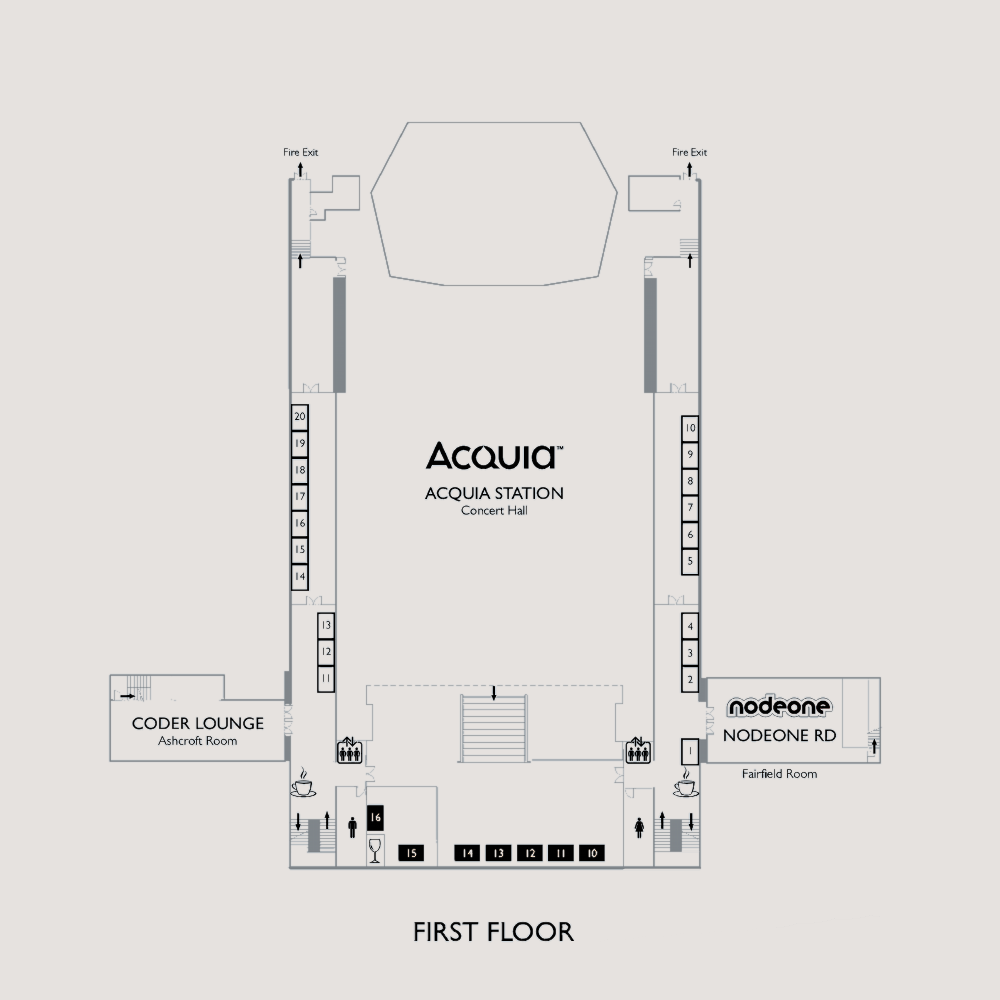 Fire Exit
Fire Exit
20
19
18
17
16
15
14
13
12
11
10
9
8
7
6
5
4
3
2
1
ACQUIA™
ACQUIA STATION
Concert Hall
CODER LOUNGE
Ashcroft Room
nodeone
NODEONE RD
Fairfield Room
16
15
14
13
12
11
10
FIRST FLOOR